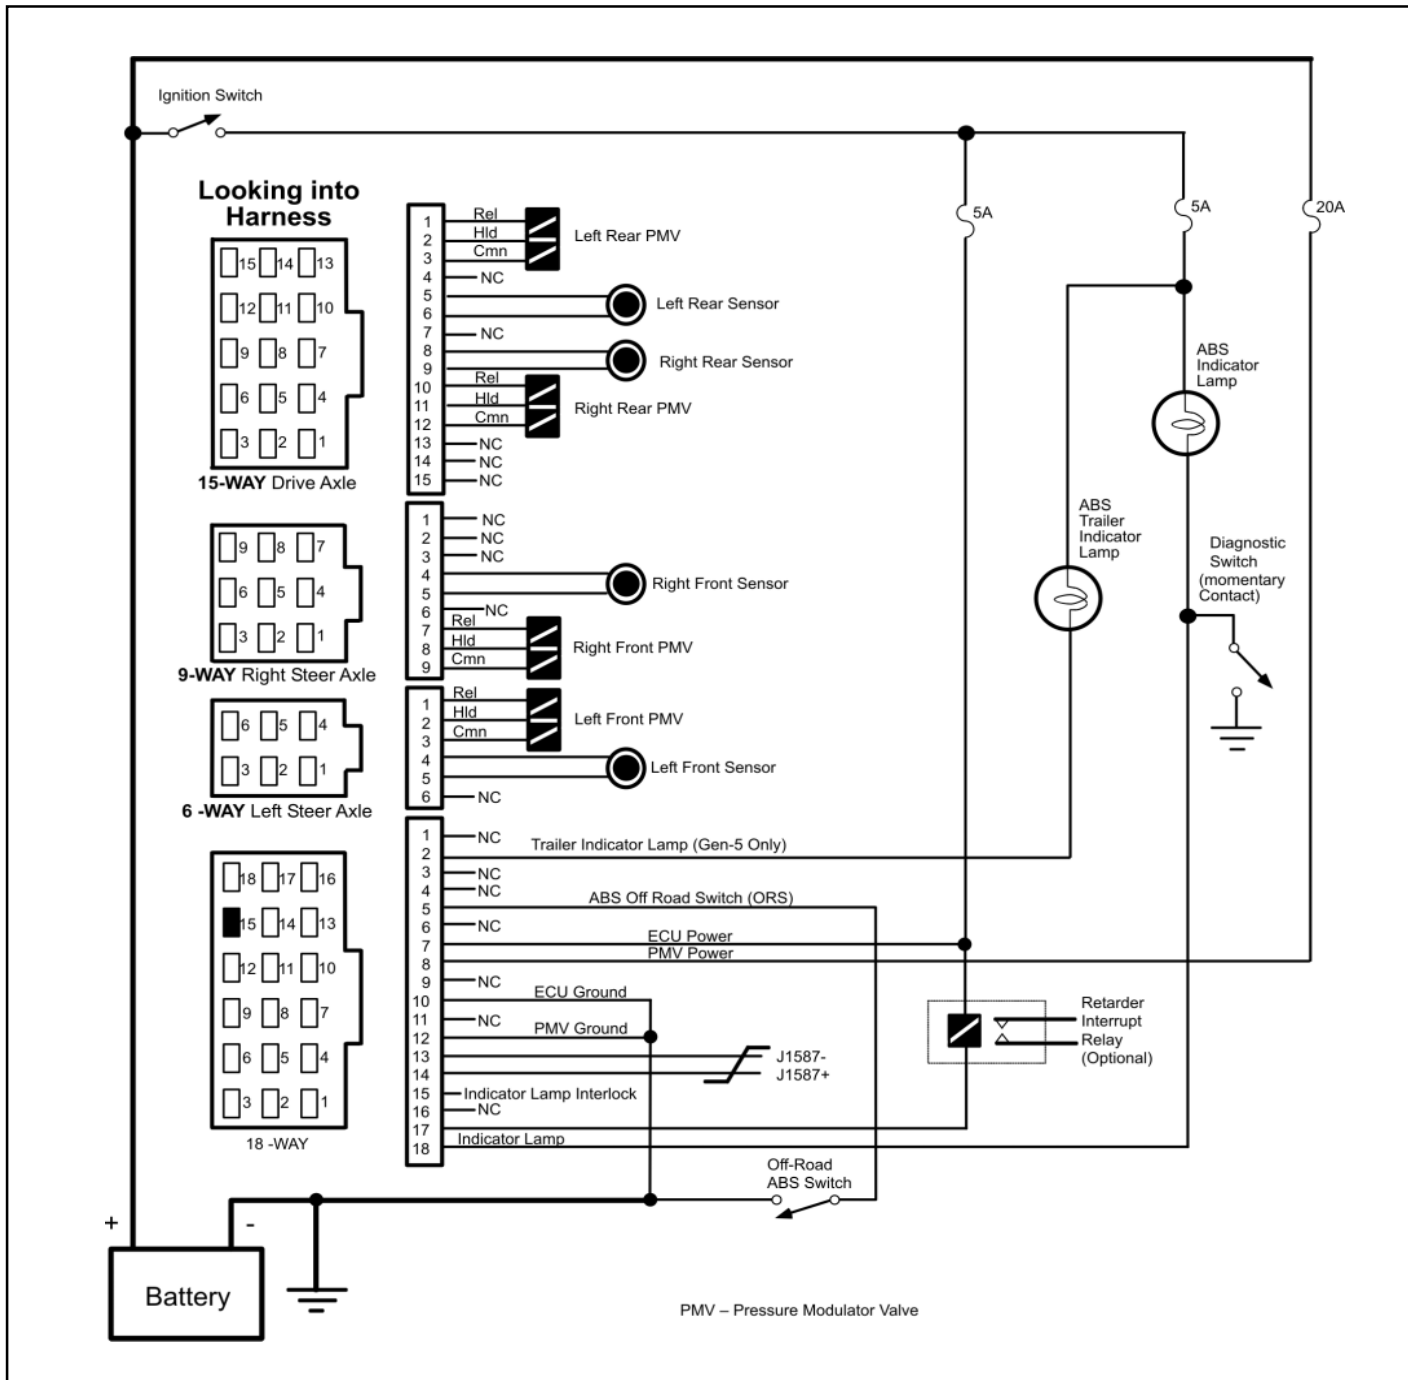 Ignition Switch
Looking into
Harness
15 14 13
12 11 10
9 8 7
6 5 4
3 2 1
15-WAY Drive Axle
9 8 7
6 5 4
3 2 1
9-WAY Right Steer Axle
6 5 4
3 2 1
6 -WAY Left Steer Axle
18 17 16
15 14 13
12 11 10
9 8 7
6 5 4
3 2 1
18 -WAY
1 Rel
2 Hld
3 Cmn
Left Rear PMV
4 NC
5
6
Left Rear Sensor
7 NC
8
9
Right Rear Sensor
10 Rel
11 Hld
12 Cmn
Right Rear PMV
13 NC
14 NC
15 NC
1 NC
2 NC
3 NC
4
5
Right Front Sensor
6 NC
7 Rel
8 Hld
9 Cmn
Right Front PMV
1 Rel
2 Hld
3 Cmn
Left Front PMV
4
5
Left Front Sensor
6 NC
1 NC
2 Trailer Indicator Lamp (Gen-5 Only)
3 NC
4 NC
5 ABS Off Road Switch (ORS)
6 NC
7 ECU Power
8 PMV Power
9 NC
10 ECU Ground
11 NC
12 PMV Ground
13 J1587-
14 J1587+
15 Indicator Lamp Interlock
16 NC
17
18 Indicator Lamp
5A
5A
20A
ABS
Indicator
Lamp
ABS
Trailer
Indicator
Lamp
Diagnostic
Switch
(momentary
Contact)
Retarder
Interrupt
Relay
(Optional)
Off-Road
ABS Switch
+ -
Battery
PMV – Pressure Modulator Valve